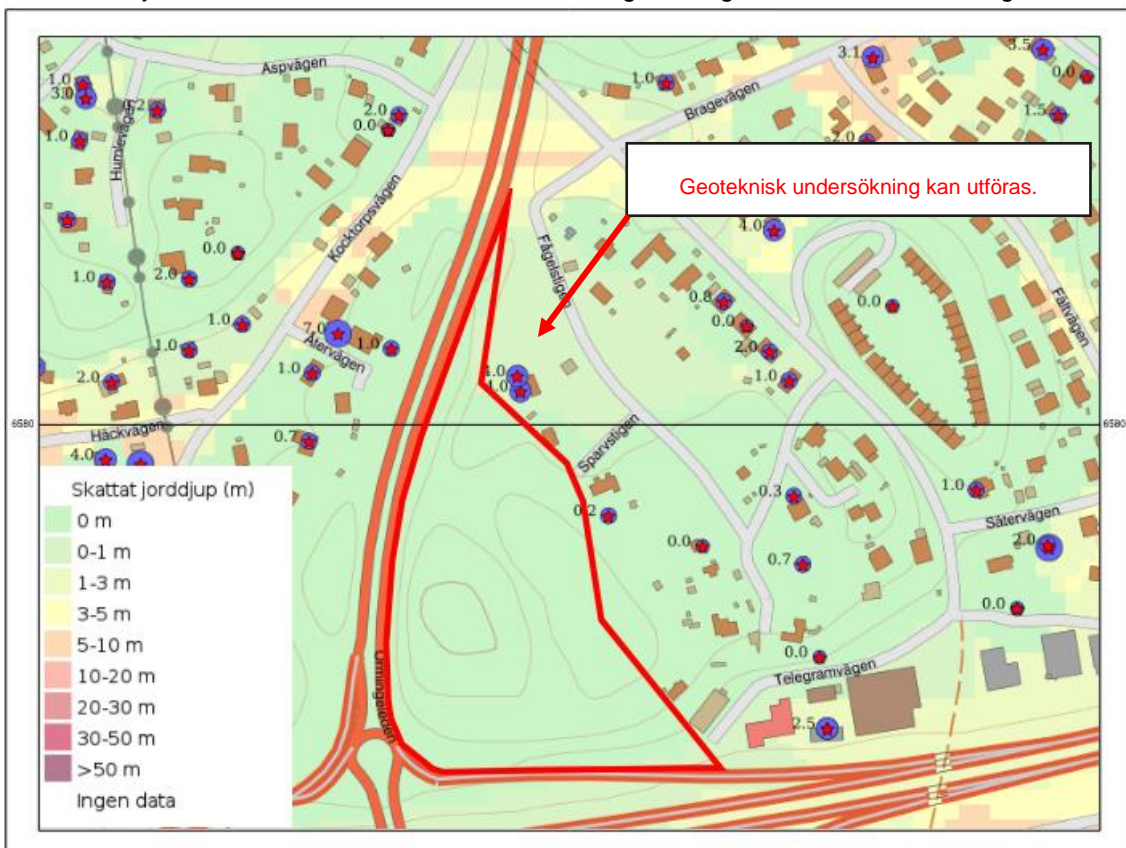 3.1
3.5
0.0
1.0
3.0
0.2
1.0
Aspvägen
2.0
0.0
1.0
Bragevägen
1.5
2.0
1.0
Humlevägen
Geoteknisk undersökning kan utföras.
Kocktorpsvägen
0.0
4.0
Fågelstigen
1.0
2.0
0.8
0.0
0.0
Fältvägen
1.0
7.0
1.0
Återvägen
1.0
2.0
1.0
2.0
1.0
4.0
6580
6580
Häckvägen
0.7
4.0
Sparvstigen
Skattat jorddjup (m)
0 m
0-1 m
1-3 m
3-5 m
5-10 m
10-20 m
20-30 m
30-50 m
>50 m
Ingen data
0.2
0.3
1.0
Sätervägen
0.0
0.7
2.0
0.0
0.0
Ormingeleden
Telegramvägen
2.5